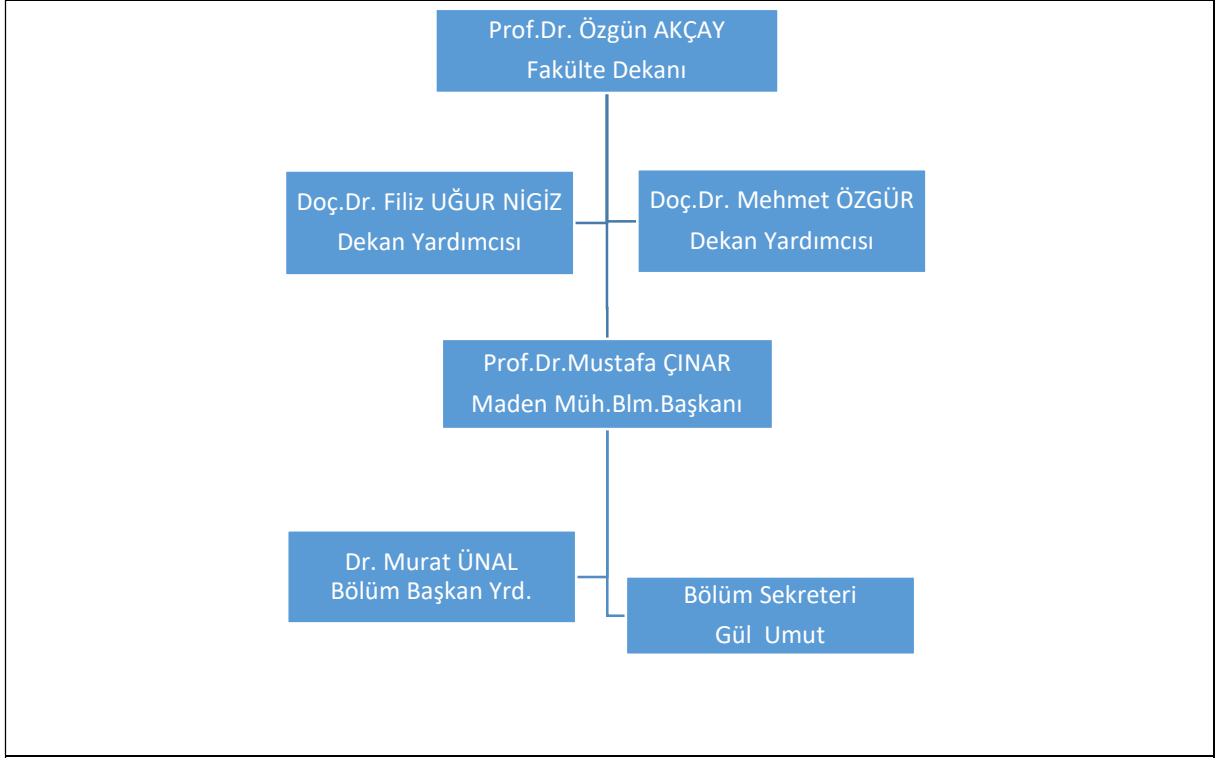 Prof.Dr. Özgün AKÇAY
Fakülte Dekanı
Doç.Dr. Filiz UĞUR NİGİZ
Dekan Yardımcısı
Doç.Dr. Mehmet ÖZGÜR
Dekan Yardımcısı
Prof.Dr.Mustafa ÇINAR
Maden Müh.Blm.Başkanı
Dr. Murat ÜNAL
Bölüm Başkan Yrd.
Bölüm Sekreteri
Gül  Umut